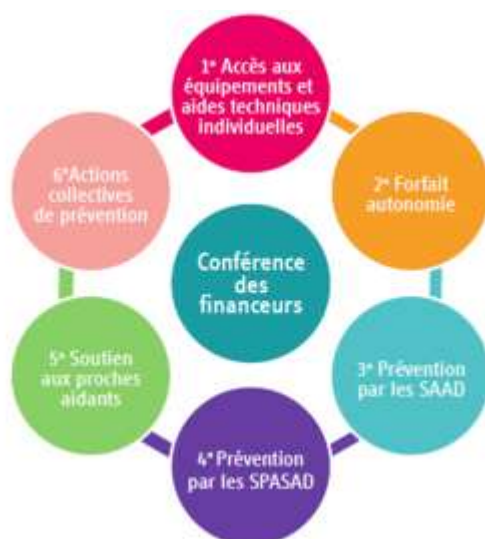 1° Accès aux
équipements et
aides techniques
individuelles
2° Forfait
autonomie
3° Prévention
par les SAAD
4° Prévention
par les SPASAD
5° Soutien
aux proches
aidants
6°Actions
collectives
de prévention
Conférence
des
financeurs